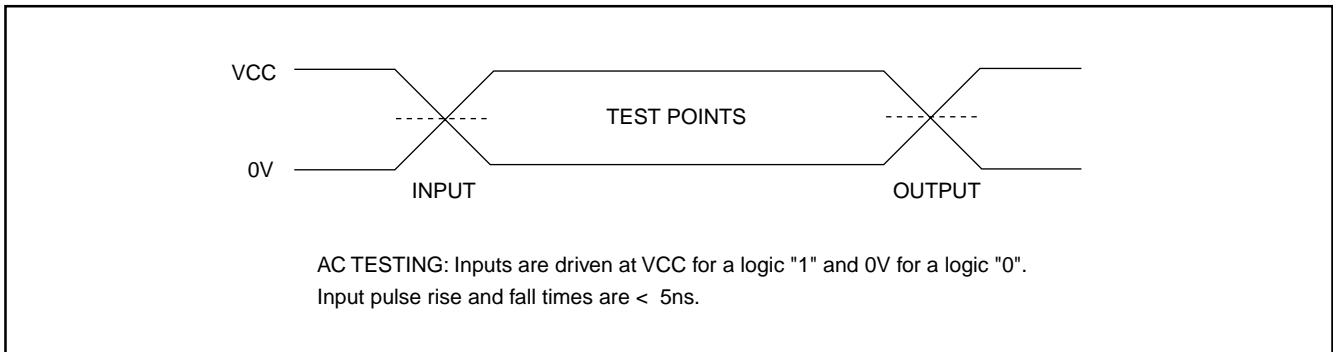 VCC
TEST POINTS
0V
INPUT
OUTPUT
AC TESTING: Inputs are driven at VCC for a logic "1" and 0V for a logic "0".
Input pulse rise and fall times are < 5ns.